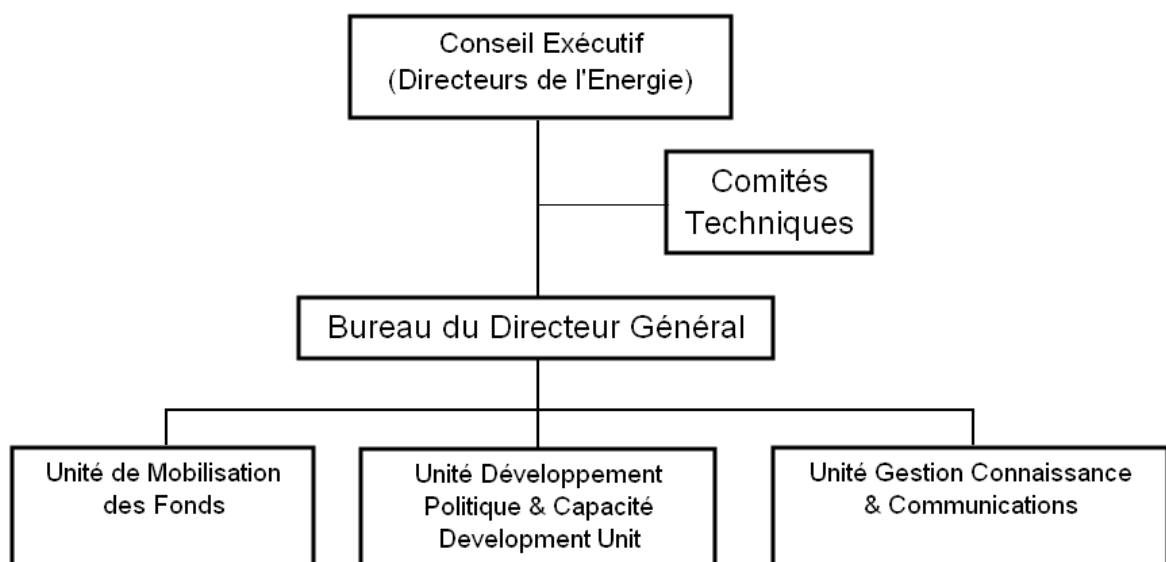 Conseil Exécutif
(Directeurs de l'Energie)
Comités
Techniques
Bureau du Directeur Général
Unité de Mobilisation
des Fonds
Unité Développement
Politique & Capacité
Development Unit
Unité Gestion Connaissance
& Communications